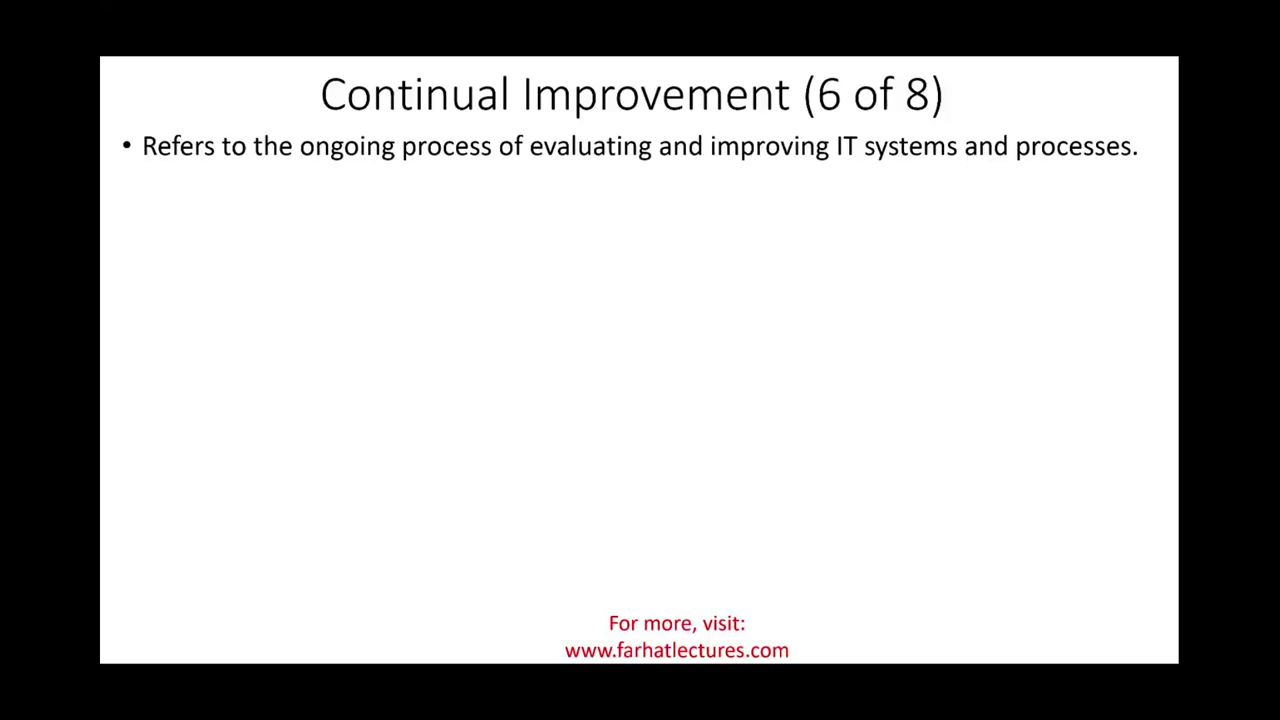 Continual Improvement (6 of 8)
• Refers to the ongoing process of evaluating and improving IT systems and processes.
For more, visit:
www.farhatlectures.com